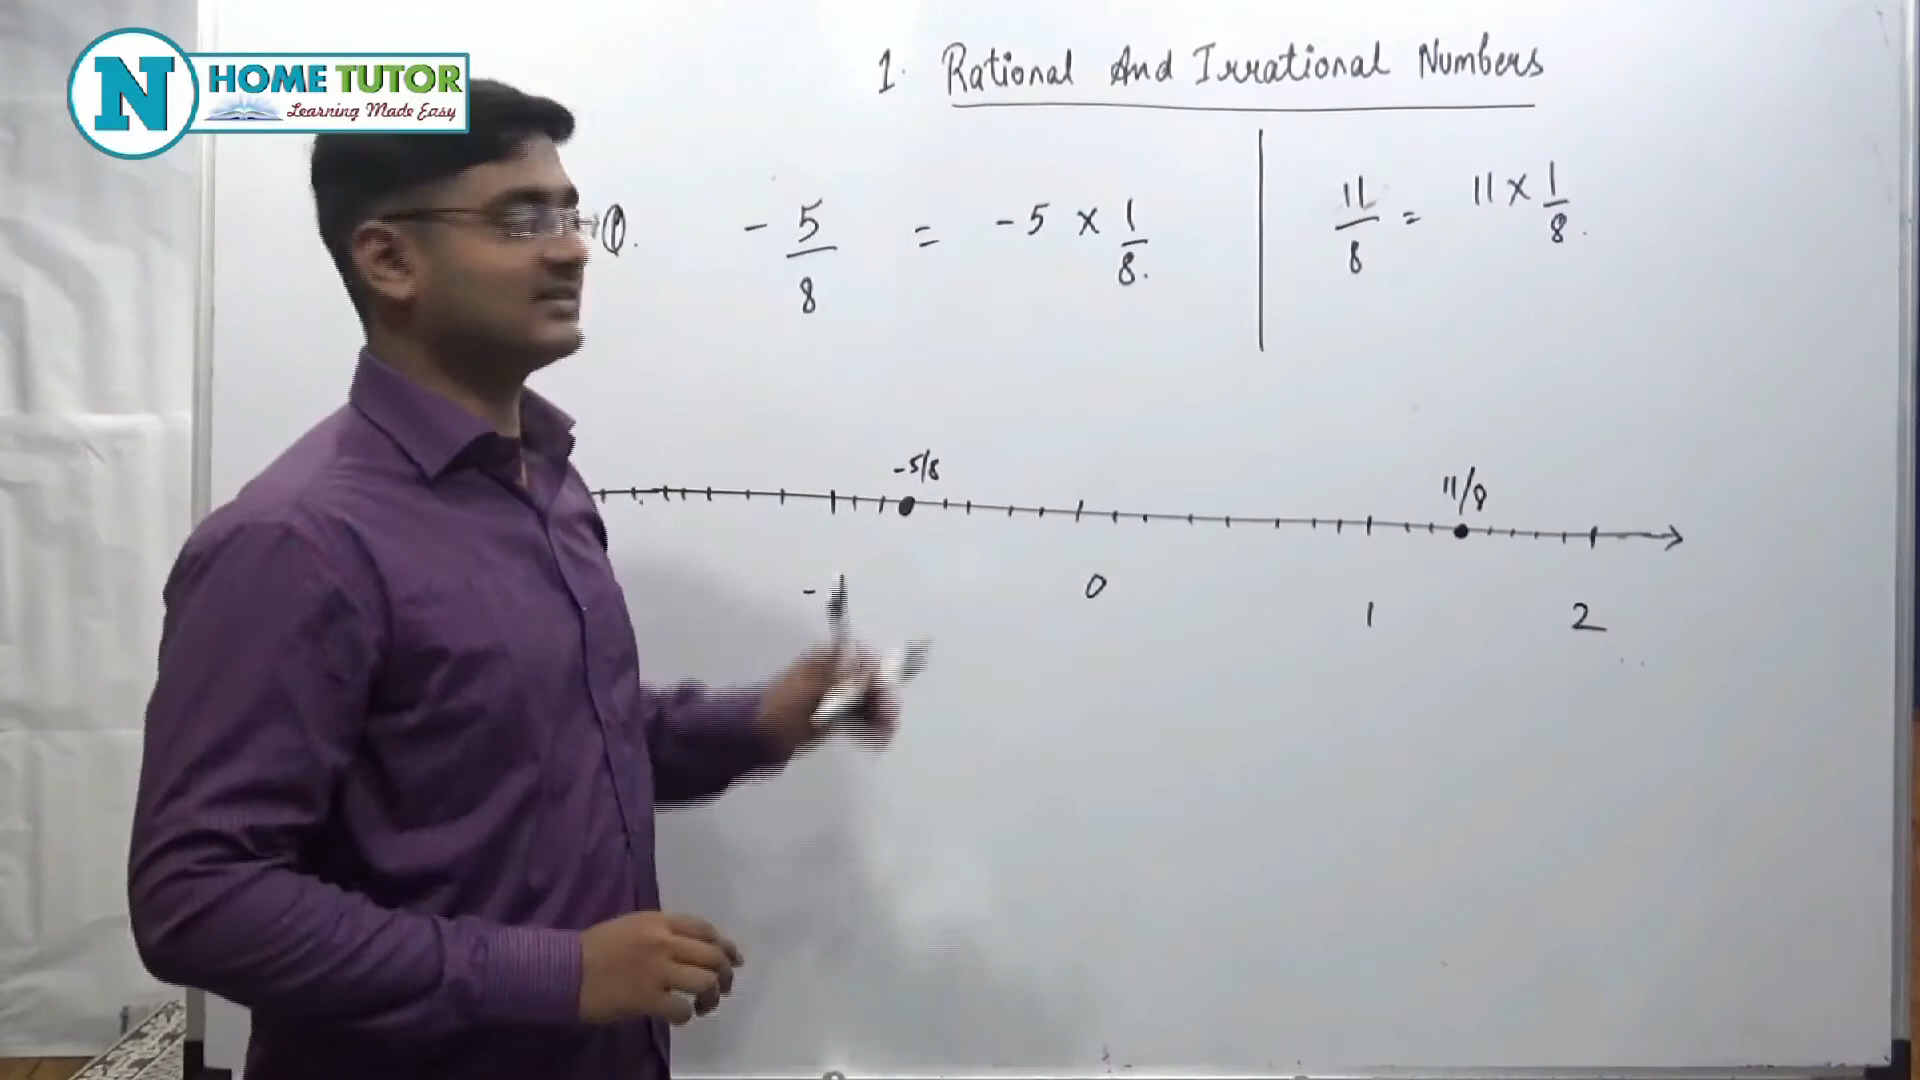 N HOME TUTOR
Learning Made Easy
1. Rational And Irrational Numbers
- 5/8 = -5 × 1/8.
11/8 = 11 × 1/8.
-5/8
11/8
0
1
2